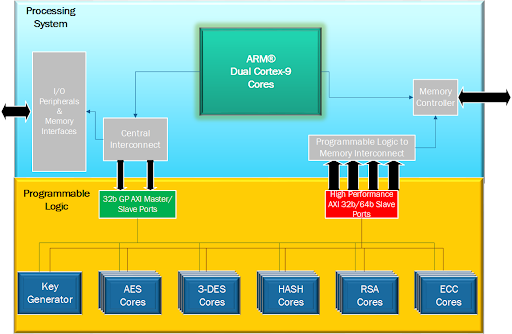 Processing
System
ARM®
Dual Cortex-9
Cores
I/O
Peripherals
&
Memory
Interfaces
Memory
Controller
Central
Interconnect
Programmable Logic to
Memory Interconnect
Programmable
Logic
32b GP AXI Master/
Slave Ports
High Performance
AXI 32b/64b Slave
Ports
Key
Generator
AES
Cores
3-DES
Cores
HASH
Cores
RSA
Cores
ECC
Cores